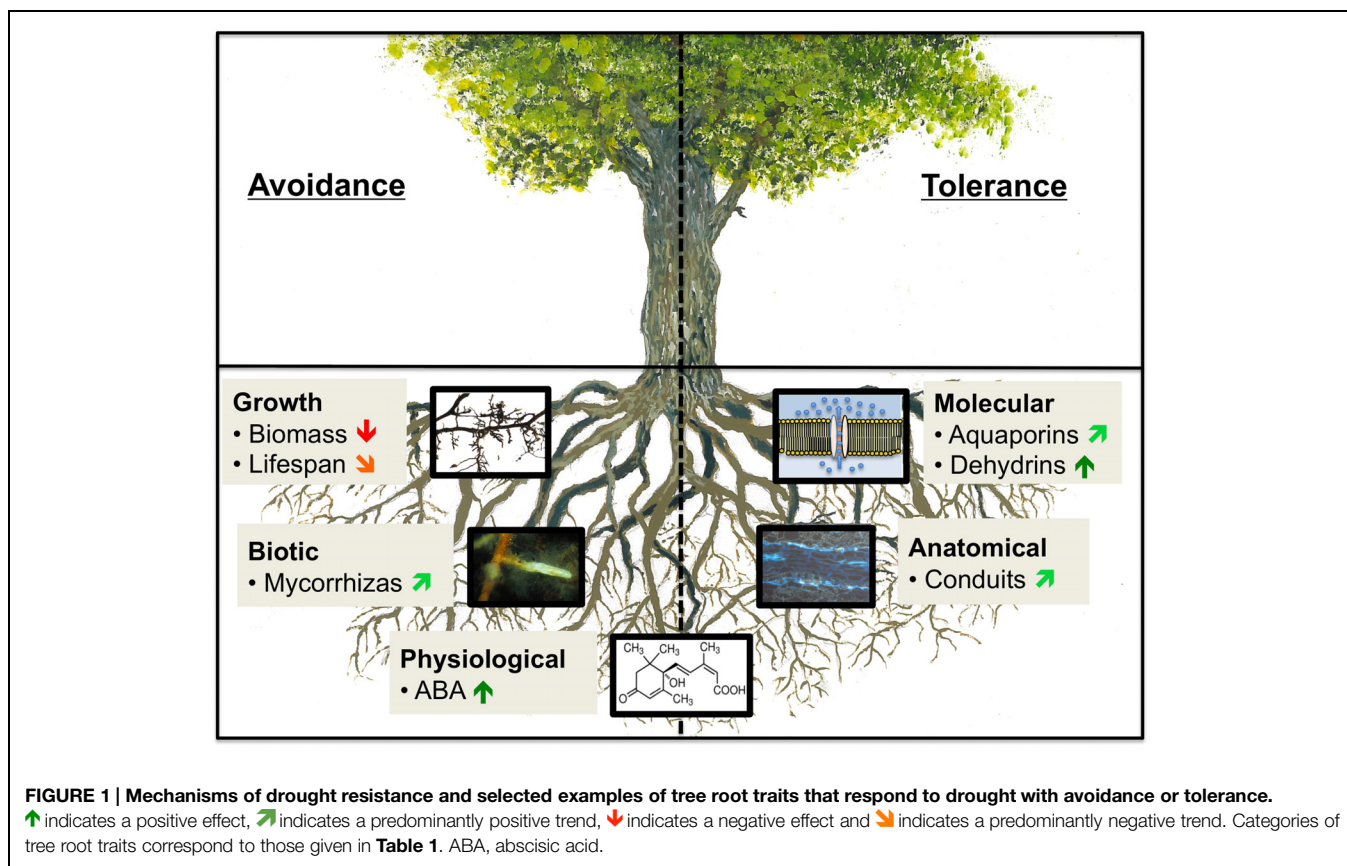 Avoidance
Tolerance
Growth
• Biomass ↓
• Lifespan ↘
Molecular
• Aquaporins ↗
• Dehydrins ↑
Biotic
• Mycorrhizas ↗
Anatomical
• Conduits ↗
Physiological
• ABA ↑
CH₃ CH₃ CH₃
OH
O CH₃ COOH
FIGURE 1 | Mechanisms of drought resistance and selected examples of tree root traits that respond to drought with avoidance or tolerance.
↑ indicates a positive effect, ↗ indicates a predominantly positive trend, ↓ indicates a negative effect and ↘ indicates a predominantly negative trend. Categories of
tree root traits correspond to those given in Table 1. ABA, abscisic acid.